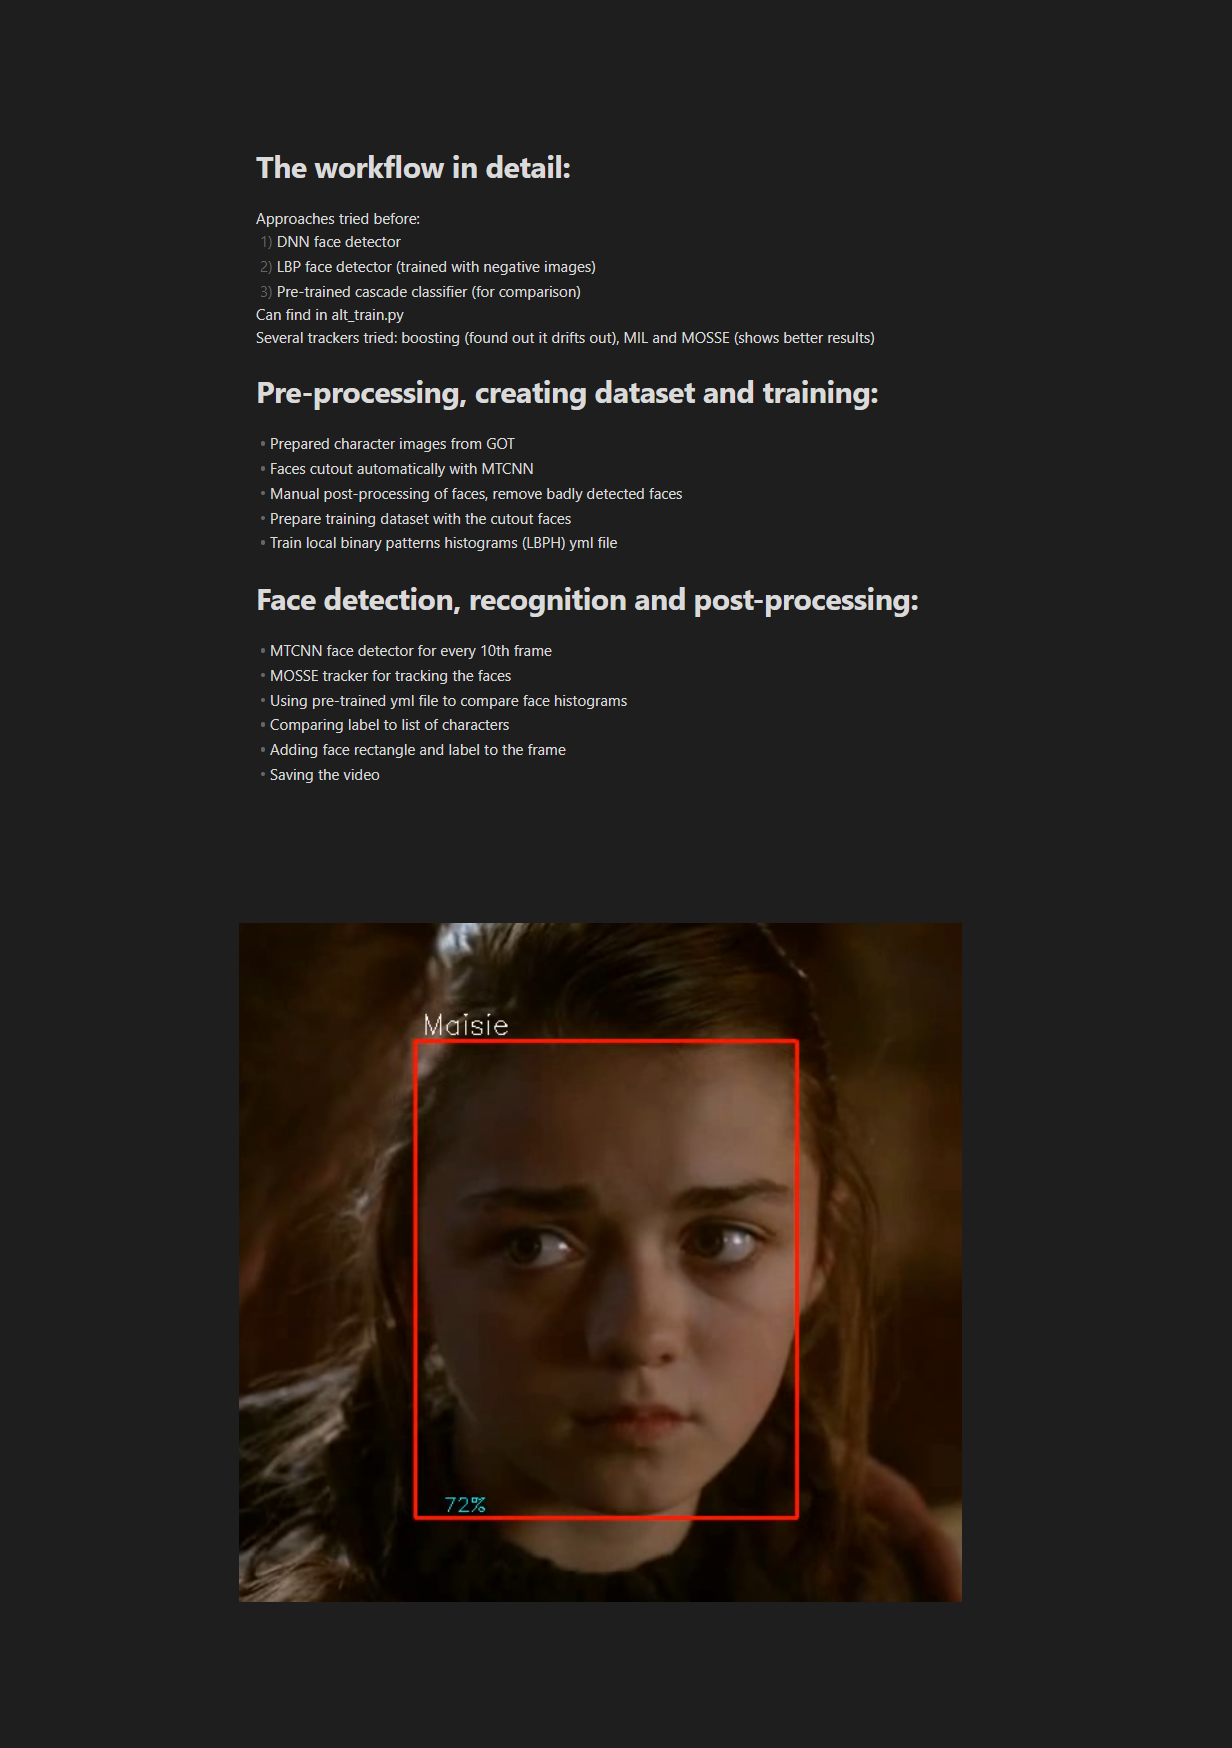 The workflow in detail:
Approaches tried before:
1) DNN face detector
2) LBP face detector (trained with negative images)
3) Pre-trained cascade classifier (for comparison)
Can find in alt_train.py
Several trackers tried: boosting (found out it drifts out), MIL and MOSSE (shows better results)
Pre-processing, creating dataset and training:
• Prepared character images from GOT
• Faces cutout automatically with MTCNN
• Manual post-processing of faces, remove badly detected faces
• Prepare training dataset with the cutout faces
• Train local binary patterns histograms (LBPH) yml file
Face detection, recognition and post-processing:
• MTCNN face detector for every 10th frame
• MOSSE tracker for tracking the faces
• Using pre-trained yml file to compare face histograms
• Comparing label to list of characters
• Adding face rectangle and label to the frame
• Saving the video
Maisie
72%